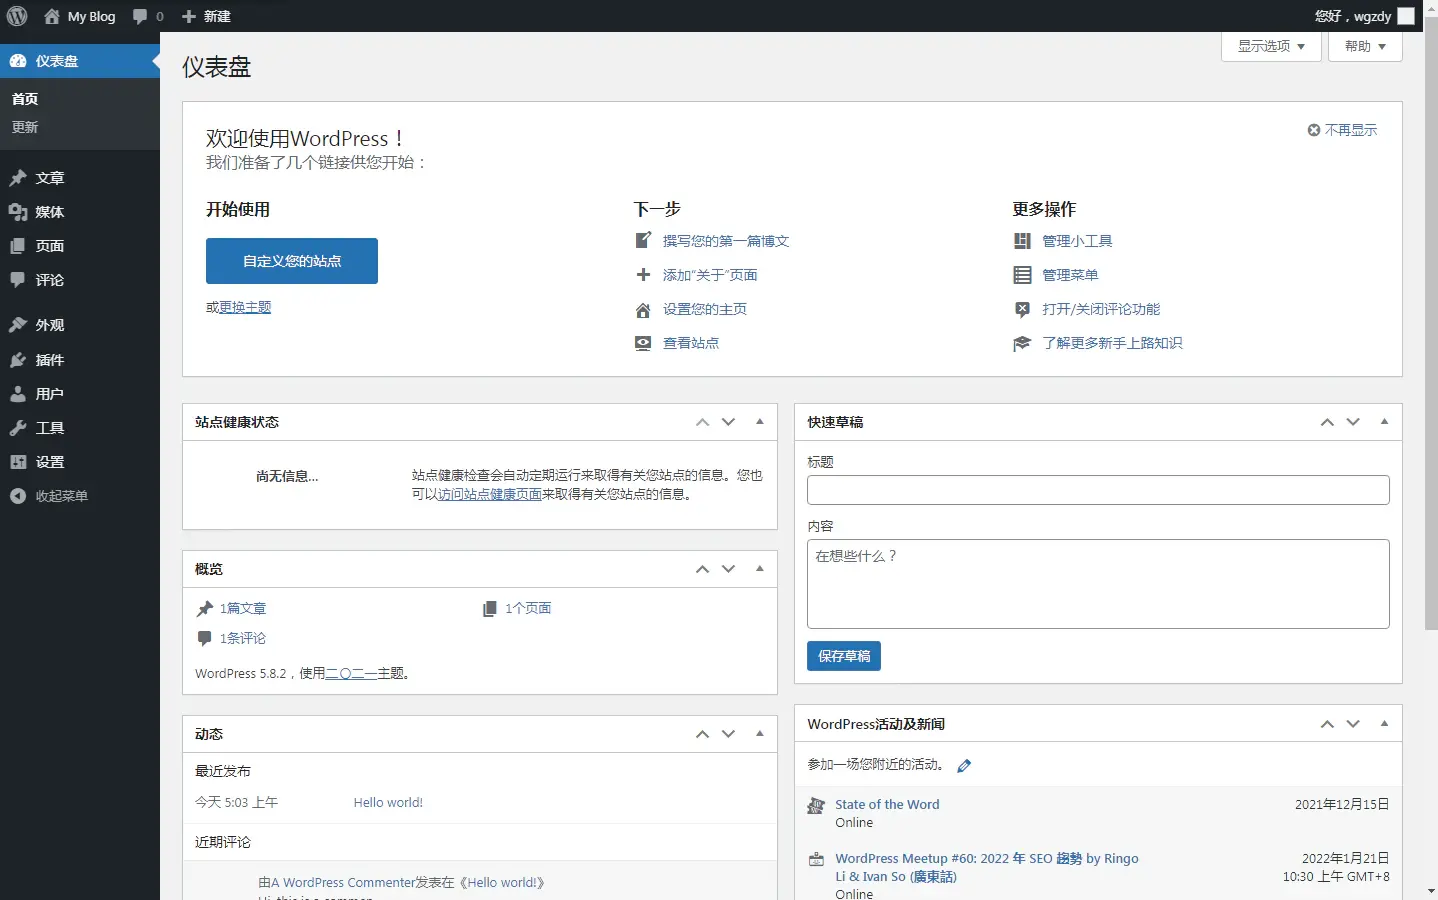 My Blog 0 新建 您好，wgzdy
仪表盘
首页
更新
文章
媒体
页面
评论
外观
插件
用户
工具
设置
收起菜单
显示选项 帮助
仪表盘
欢迎使用WordPress！
不再显示
我们准备了几个链接供您开始：
开始使用
自定义您的站点
或更换主题
下一步
撰写您的第一篇博文
添加“关于”页面
设置您的主页
查看站点
更多操作
管理小工具
管理菜单
打开/关闭评论功能
了解更多新手上路知识
站点健康状态
尚无信息...
站点健康检查会自动定期运行来取得有关您站点的信息。您也
可以访问站点健康页面来取得有关您站点的信息。
概览
1篇文章
1个页面
1条评论
WordPress 5.8.2，使用二〇二一主题。
动态
最近发布
今天 5:03 上午 Hello world!
近期评论
由A WordPress Commenter发表在《Hello world!》
快速草稿
标题
内容
在想些什么？
保存草稿
WordPress活动及新闻
参加一场您附近的活动。
State of the Word 2021年12月15日
Online
WordPress Meetup #60: 2022 年 SEO 趨勢 by Ringo 2022年1月21日
Li & Ivan So (廣東話) 10:30 上午 GMT+8
Online